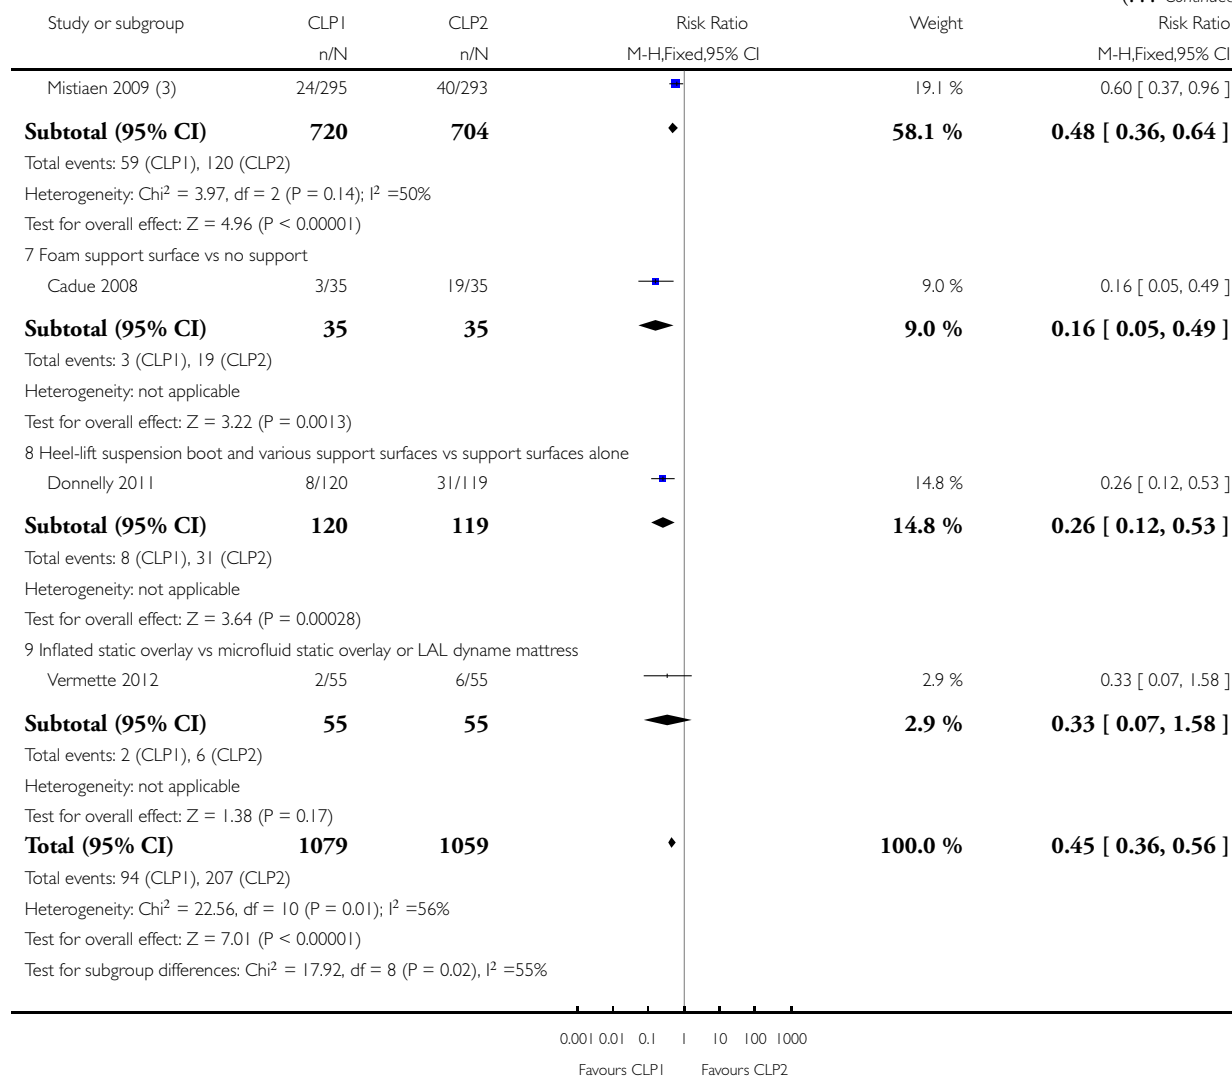 Study or subgroup CLP1 CLP2 Risk Ratio Weight Risk Ratio
n/N n/N M-H,Fixed,95% CI M-H,Fixed,95% CI
Mistiaen 2009 (3) 24/295 40/293 19.1 % 0.60 [ 0.37, 0.96 ]
Subtotal (95% CI) 720 704 58.1 % 0.48 [ 0.36, 0.64 ]
Total events: 59 (CLP1), 120 (CLP2)
Heterogeneity: Chi² = 3.97, df = 2 (P = 0.14); I² =50%
Test for overall effect: Z = 4.96 (P < 0.00001)
7 Foam support surface vs no support
Cadue 2008 3/35 19/35 9.0 % 0.16 [ 0.05, 0.49 ]
Subtotal (95% CI) 35 35 9.0 % 0.16 [ 0.05, 0.49 ]
Total events: 3 (CLP1), 19 (CLP2)
Heterogeneity: not applicable
Test for overall effect: Z = 3.22 (P = 0.0013)
8 Heel-lift suspension boot and various support surfaces vs support surfaces alone
Donnelly 2011 8/120 31/119 14.8 % 0.26 [ 0.12, 0.53 ]
Subtotal (95% CI) 120 119 14.8 % 0.26 [ 0.12, 0.53 ]
Total events: 8 (CLP1), 31 (CLP2)
Heterogeneity: not applicable
Test for overall effect: Z = 3.64 (P = 0.00028)
9 Inflated static overlay vs microfluid static overlay or LAL dyname mattress
Vermette 2012 2/55 6/55 2.9 % 0.33 [ 0.07, 1.58 ]
Subtotal (95% CI) 55 55 2.9 % 0.33 [ 0.07, 1.58 ]
Total events: 2 (CLP1), 6 (CLP2)
Heterogeneity: not applicable
Test for overall effect: Z = 1.38 (P = 0.17)
Total (95% CI) 1079 1059 100.0 % 0.45 [ 0.36, 0.56 ]
Total events: 94 (CLP1), 207 (CLP2)
Heterogeneity: Chi² = 22.56, df = 10 (P = 0.01); I² =56%
Test for overall effect: Z = 7.01 (P < 0.00001)
Test for subgroup differences: Chi² = 17.92, df = 8 (P = 0.02), I² =55%
0.001 0.01 0.1 1 10 100 1000
Favours CLP1 Favours CLP2